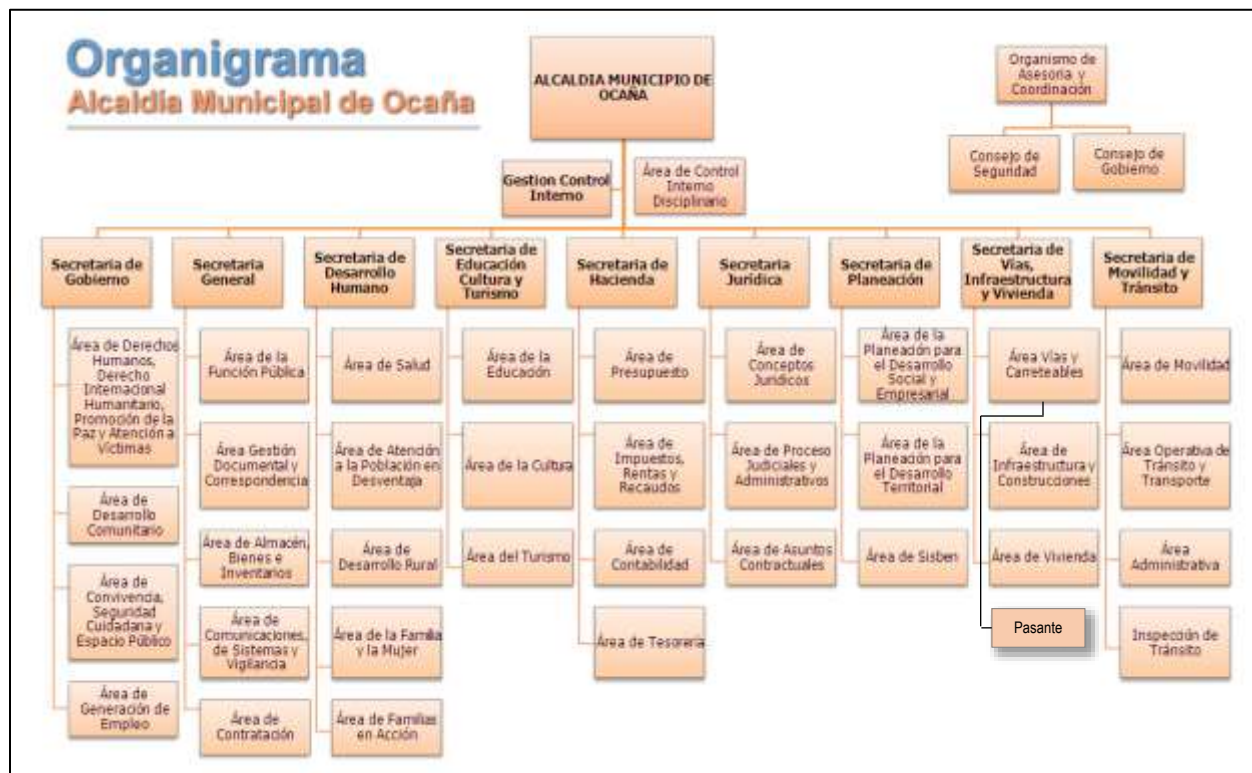 Organigrama
Alcaldía Municipal de Ocaña
ALCALDIA MUNICIPIO DE
OCAÑA
Organismo de
Asesoria y
Coordinación
Consejo de
Seguridad
Consejo de
Gobierno
Gestion Control
Interno
Área de Control
Interno
Disciplinario
Secretaria de
Gobierno
Área de Derechos
Humanos,
Derecho
Internacional
Humanitario,
Promoción de la
Paz y Atención a
Víctimas
Área de
Desarrollo
Comunitario
Área de
Convivencia,
Seguridad
Cuidadana y
Espacio Público
Área de
Generación de
Empleo
Secretaria
General
Área de la
Función Pública
Área Gestión
Documental y
Correspondencia
Área de Almacén,
Bienes e
Inventarios
Área de
Comunicaciones,
de Sistemas y
Vigilancia
Área de
Contratación
Secretaria de
Desarrollo
Humano
Área de Salud
Área de Atención
a la Población en
Desventaja
Área de
Desarrollo Rural
Área de la Familia
y la Mujer
Área de Familias
en Acción
Secretaria de
Educación
Cultura y
Turismo
Área de la
Educación
Área de la Cultura
Área del Turismo
Secretaria de
Hacienda
Área de
Presupuesto
Área de
Impuestos,
Rentas y
Recaudos
Área de
Contabilidad
Área de Tesorería
Secretaria
Jurídica
Área de
Conceptos
Jurídicos
Área de Proceso
Judiciales y
Administrativos
Área de Asuntos
Contractuales
Secretaria de
Planeación
Área de la
Planeación para
el Desarrollo
Social y
Empresarial
Área de la
Planeación para
el Desarrollo
Territorial
Área de Sisben
Secretaria de
Vías,
Infraestructura
y Vivienda
Área Vías y
Carreteables
Área de
Infraestructura y
Construcciones
Área de Vivienda
Pasante
Secretaria de
Movilidad y
Tránsito
Área de Movilidad
Área Operativa de
Tránsito y
Transporte
Área
Administrativa
Inspección de
Tránsito